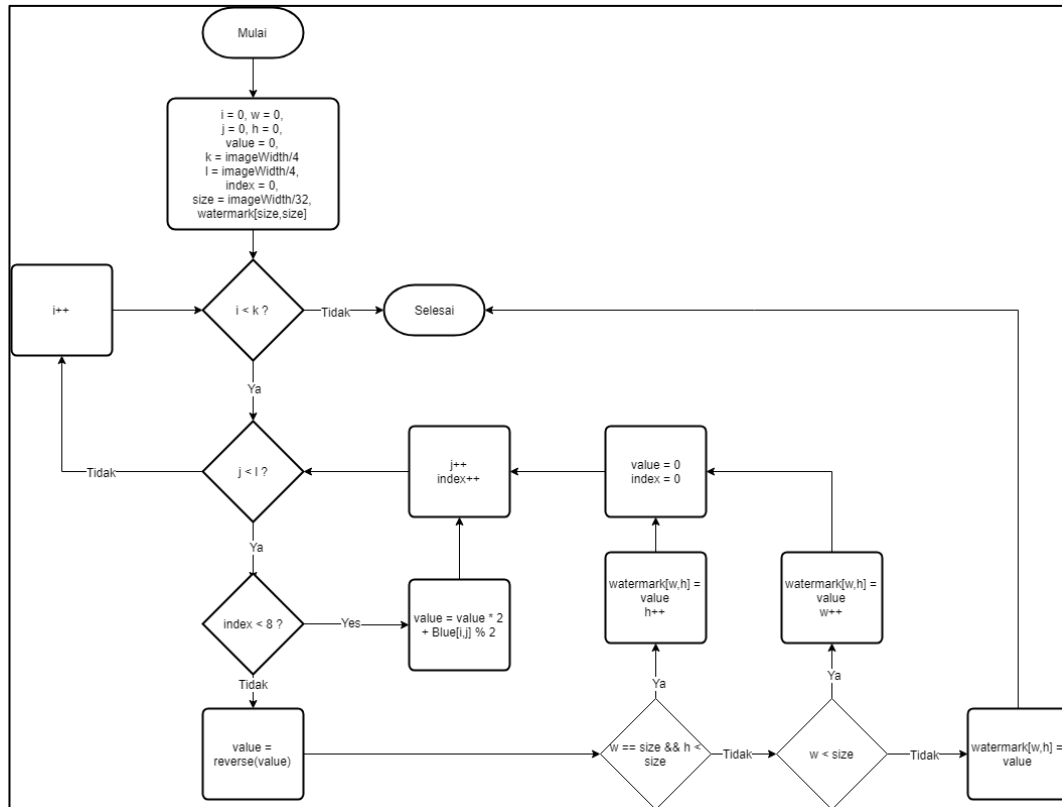 Mulai
i = 0, w = 0,
j = 0, h = 0,
value = 0,
k = imageWidth/4
l = imageWidth/4,
index = 0,
size = imageWidth/32,
watermark[size,size]
i++
i < k ?
Tidak
Selesai
Ya
j < l ?
Tidak
j++
index++
value = 0
index = 0
Ya
index < 8 ?
Yes
value = value * 2
+ Blue[i,j] % 2
watermark[w,h] =
value
h++
watermark[w,h] =
value
w++
Tidak
Ya
Ya
value =
reverse(value)
w == size && h <
size
Tidak
w < size
Tidak
watermark[w,h] =
value